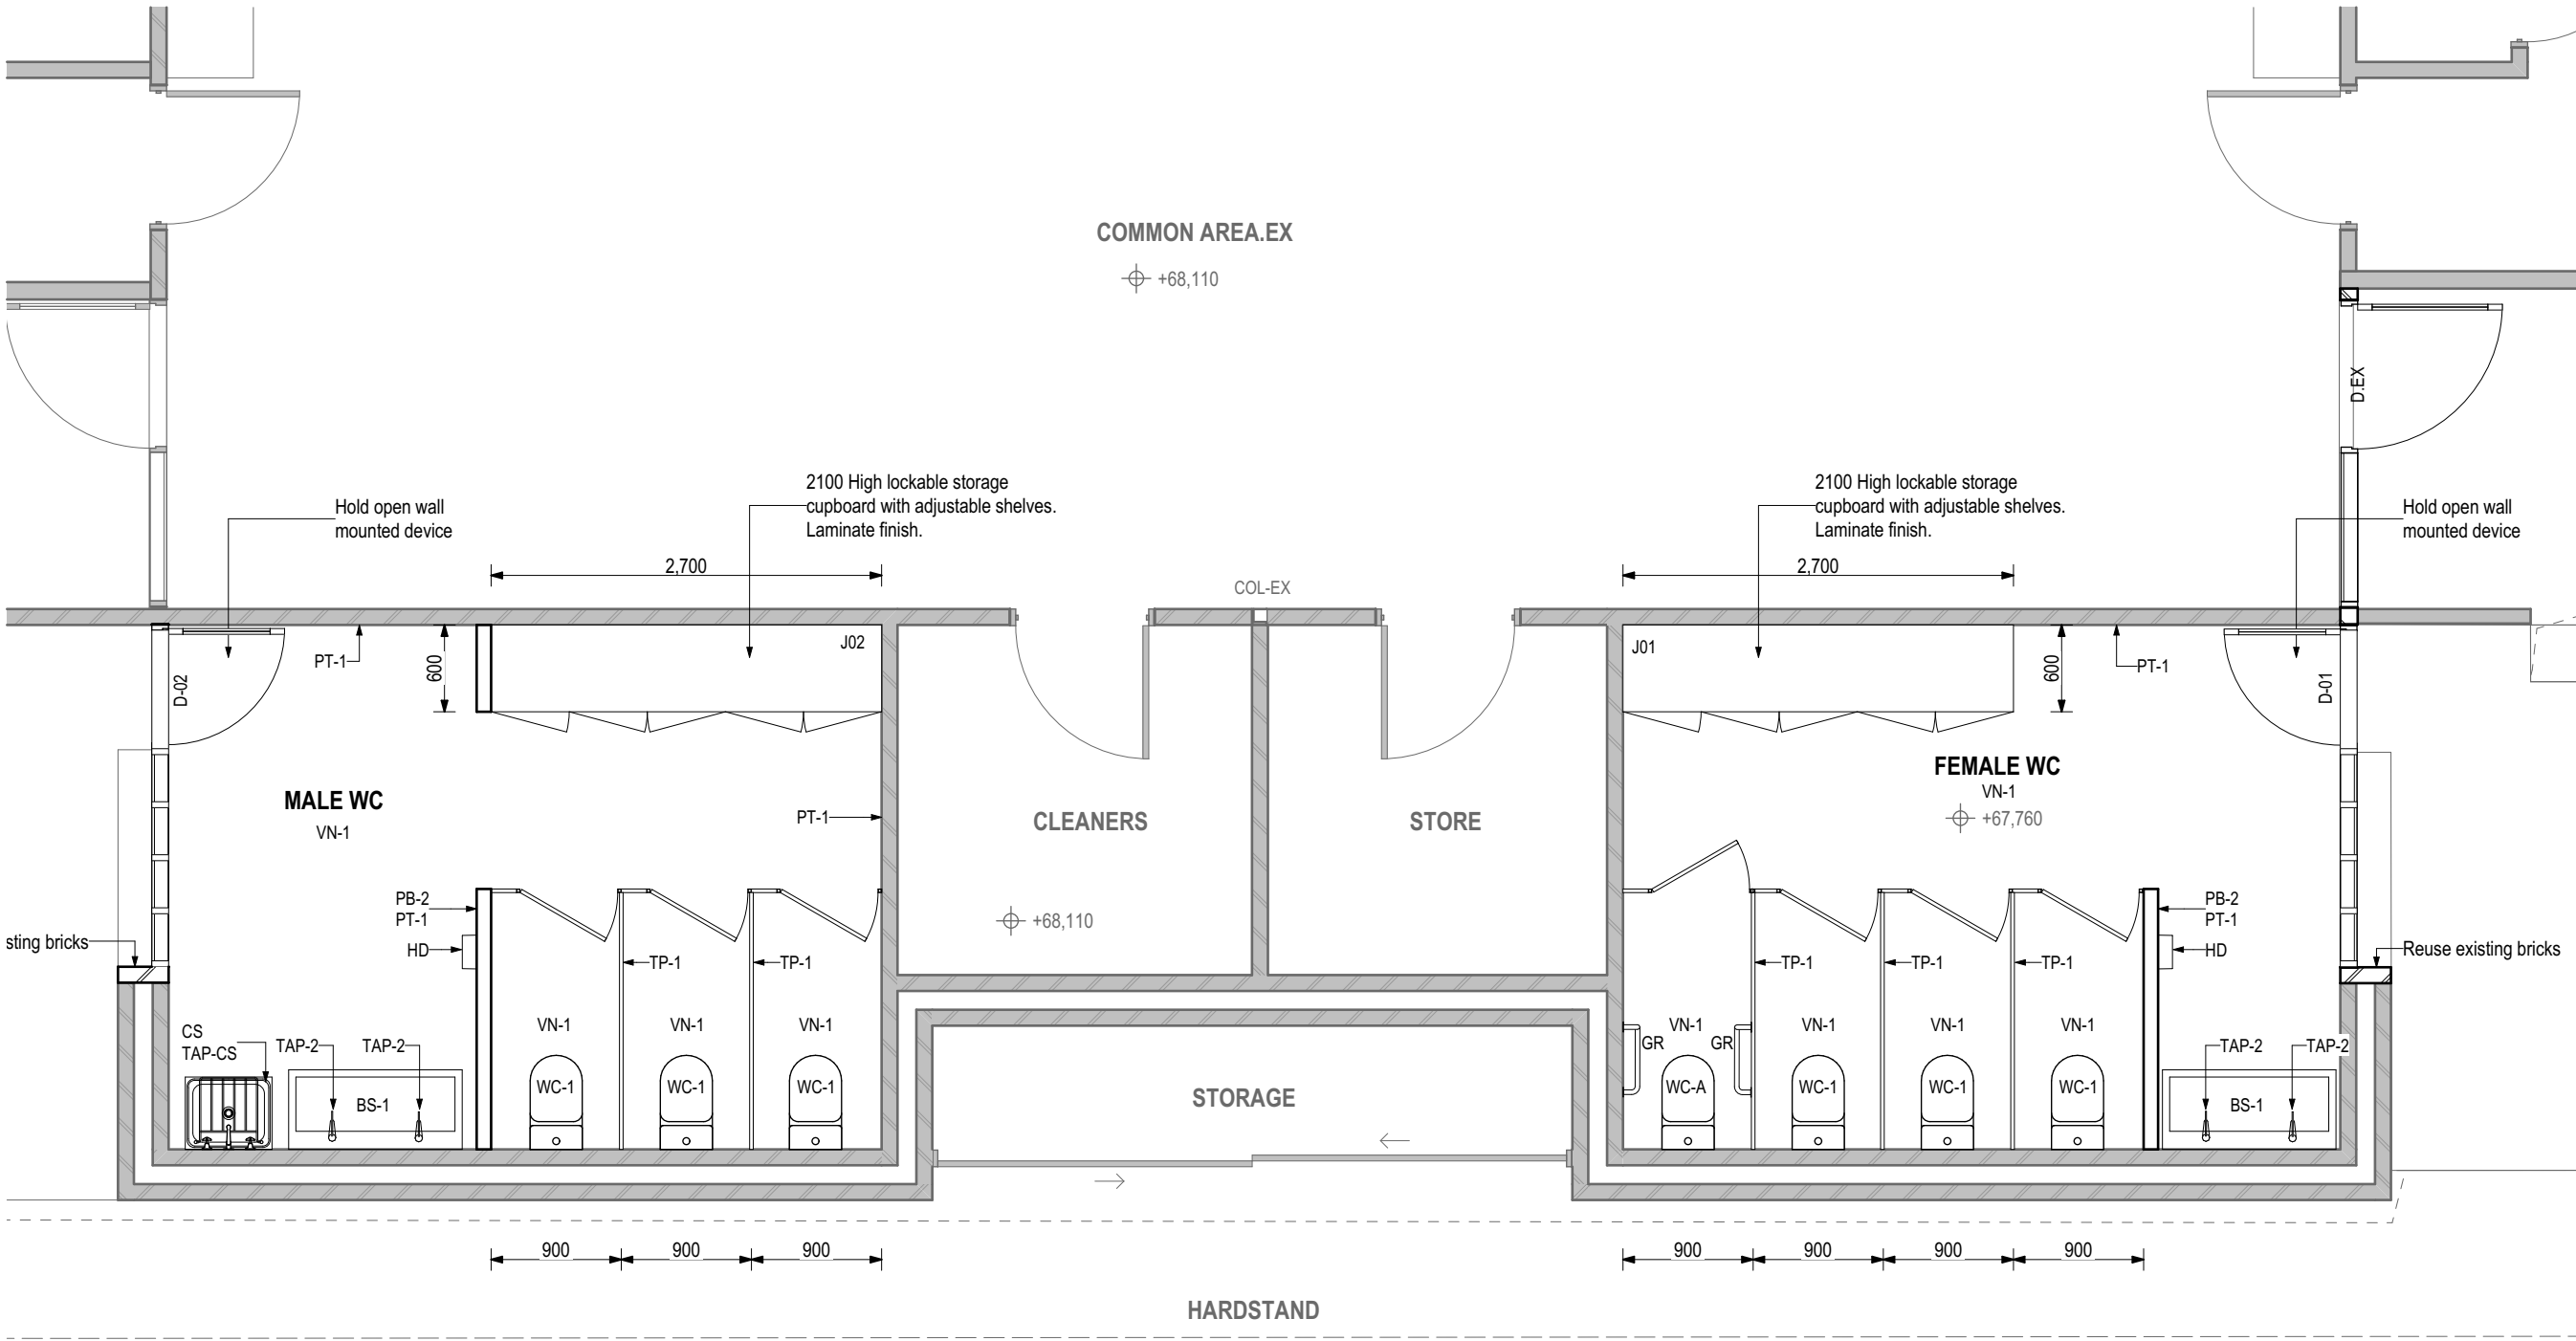 COMMON AREA.EX
+68,110
D.EX
Hold open wall
mounted device
2100 High lockable storage
cupboard with adjustable shelves.
Laminate finish.
2100 High lockable storage
cupboard with adjustable shelves.
Laminate finish.
Hold open wall
mounted device
2,700
2,700
COL-EX
D-02
PT-1
600
J02
J01
600
PT-1
D-01
MALE WC
VN-1
PT-1
CLEANERS
+68,110
STORE
FEMALE WC
VN-1
+67,760
PB-2
PT-1
HD
sting bricks
TP-1
TP-1
TP-1
TP-1
TP-1
PB-2
PT-1
HD
Reuse existing bricks
CS
TAP-CS
TAP-2
TAP-2
BS-1
VN-1
VN-1
VN-1
WC-1
WC-1
WC-1
STORAGE
VN-1
VN-1
VN-1
VN-1
GR
GR
WC-A
WC-1
WC-1
WC-1
TAP-2
TAP-2
BS-1
900
900
900
900
900
900
900
HARDSTAND